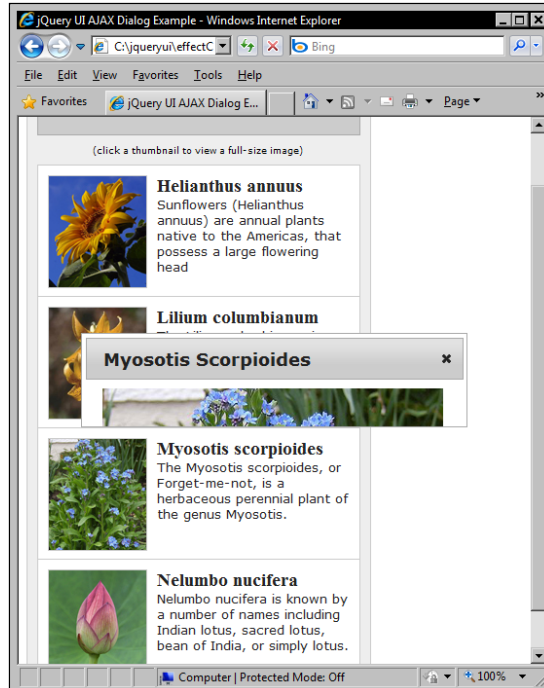 jQuery UI AJAX Dialog Example - Windows Internet Explorer
C:\jqueryui\effectC
Bing
File Edit View Favorites Tools Help
Favorites
jQuery UI AJAX Dialog E...
Page
(click a thumbnail to view a full-size image)
Helianthus annuus
Sunflowers (Helianthus
annuus) are annual plants
native to the Americas, that
possess a large flowering
head
Lilium columbianum
Myosotis Scorpioides
Myosotis scorpioides
The Myosotis scorpioides, or
Forget-me-not, is a
herbaceous perennial plant of
the genus Myosotis.
Nelumbo nucifera
Nelumbo nucifera is known by
a number of names including
Indian lotus, sacred lotus,
bean of India, or simply lotus.
Computer | Protected Mode: Off
100%